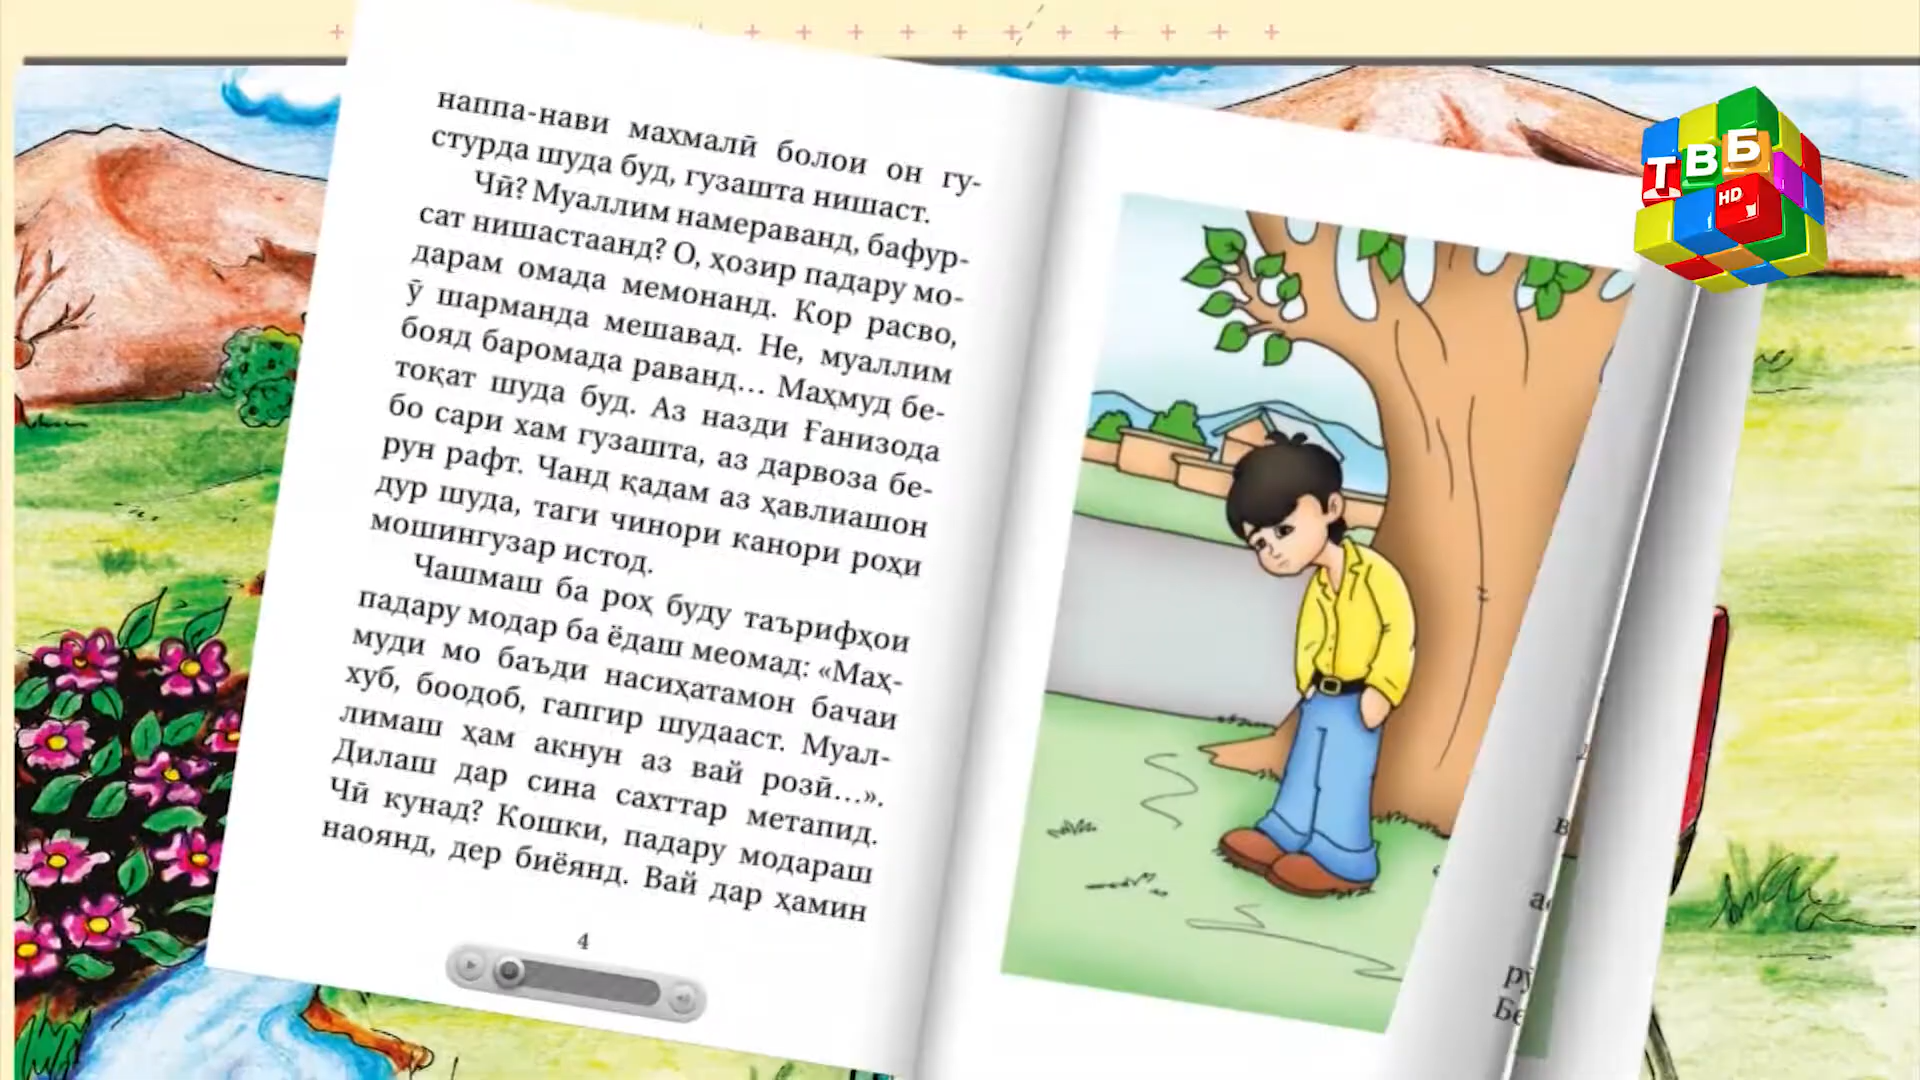 наппа-нави махмалӣ болои он гу-
стурда шуда буд, гузашта нишаст.
Чӣ? Муаллим намераванд, бафур-
сат нишастаанд? О, ҳозир падару мо-
дарам омада мемонанд. Кор расво,
ӯ шарманда мешавад. Не, муаллим
бояд баромада раванд... Маҳмуд бе-
тоқат шуда буд. Аз назди Ғанизода
бо сари хам гузашта, аз дарвоза бе-
рун рафт. Чанд қадам аз ҳавлиашон
дур шуда, таги чинори канори роҳи
мошингузар истод.
Чашмаш ба роҳ буду таърифҳои
падару модар ба ёдаш меомад: «Маҳ-
муди мо баъди насиҳатамон бачаи
хуб, боодоб, гапгир шудааст. Муал-
лимаш ҳам акнун аз вай розӣ...».
Дилаш дар сина сахттар метапид.
Чӣ кунад? Кошки, падару модараш
наоянд, дер биёянд. Вай дар ҳамин
4
ТВБ
HD